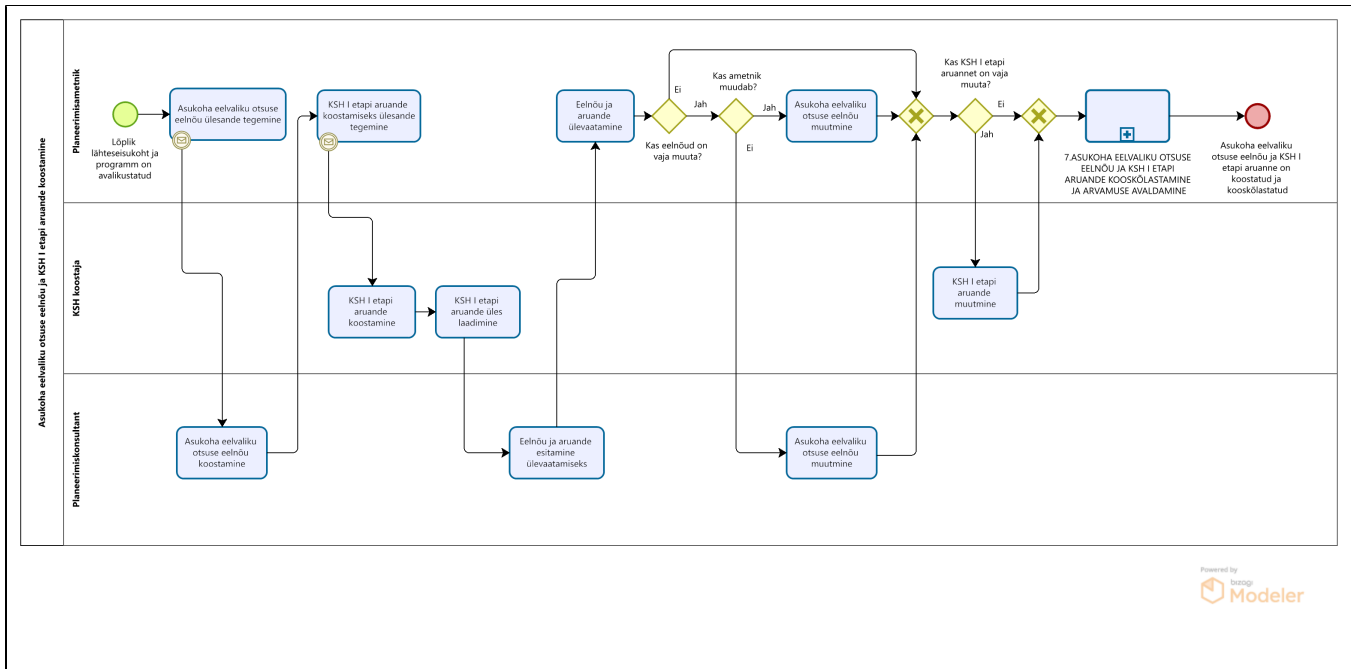 Asukoha eelvaliku otsuse eelnõu ja KSH I etapi aruande koostamine
Planeerimisametnik
Lõplik
lähteseisukoht ja
programm on
avalikustatud
Asukoha eelvaliku otsuse
eelnõu ülesande tegemine
KSH I etapi aruande
koostamiseks ülesande
tegemine
Eelnõu ja
aruande
ülevaatamine
Kas eelnõud on
vaja muuta?
Ei
Jah
Kas ametnik
muudab?
Jah
Ei
Asukoha eelvaliku
otsuse eelnõu
muutmine
Kas KSH I etapi
aruannet on vaja
muuta?
Ei
Jah
7.ASUKOHA EELVALIKU OTSUSE
EELNÕU JA KSH I ETAPI
ARUANDE KOOSKÕLASTAMINE
JA ARVAMUSE AVALDAMINE
Asukoha eelvaliku
otsuse eelnõu ja KSH I
etapi aruanne on
koostatud ja
kooskõlastatud
KSH koostaja
KSH I etapi
aruande
koostamine
KSH I etapi
aruande üles
laadimine
KSH I etapi
aruande
muutmine
Planeerimiskonsultant
Asukoha eelvaliku
otsuse eelnõu
koostamine
Eelnõu ja aruande
esitamine
ülevaatamiseks
Asukoha eelvaliku
otsuse eelnõu
muutmine
Powered by
bizagi
Modeler